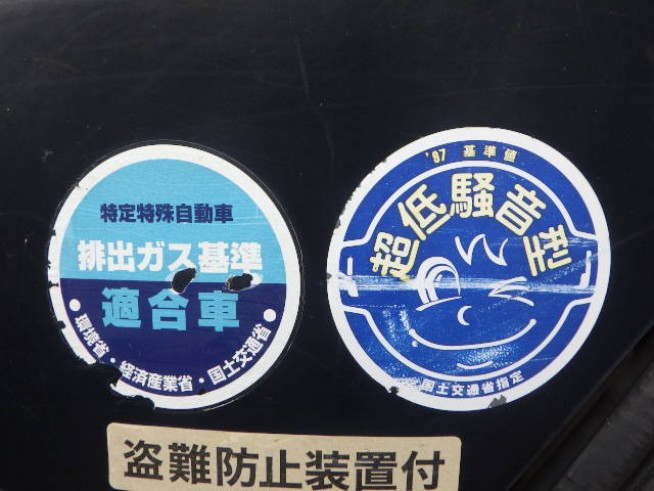 特定特殊自動車
排出ガス基準
適合車
環境省・経済産業省・国土交通省
'97 基準値
超低騒音型
国土交通省指定
盗難防止装置付